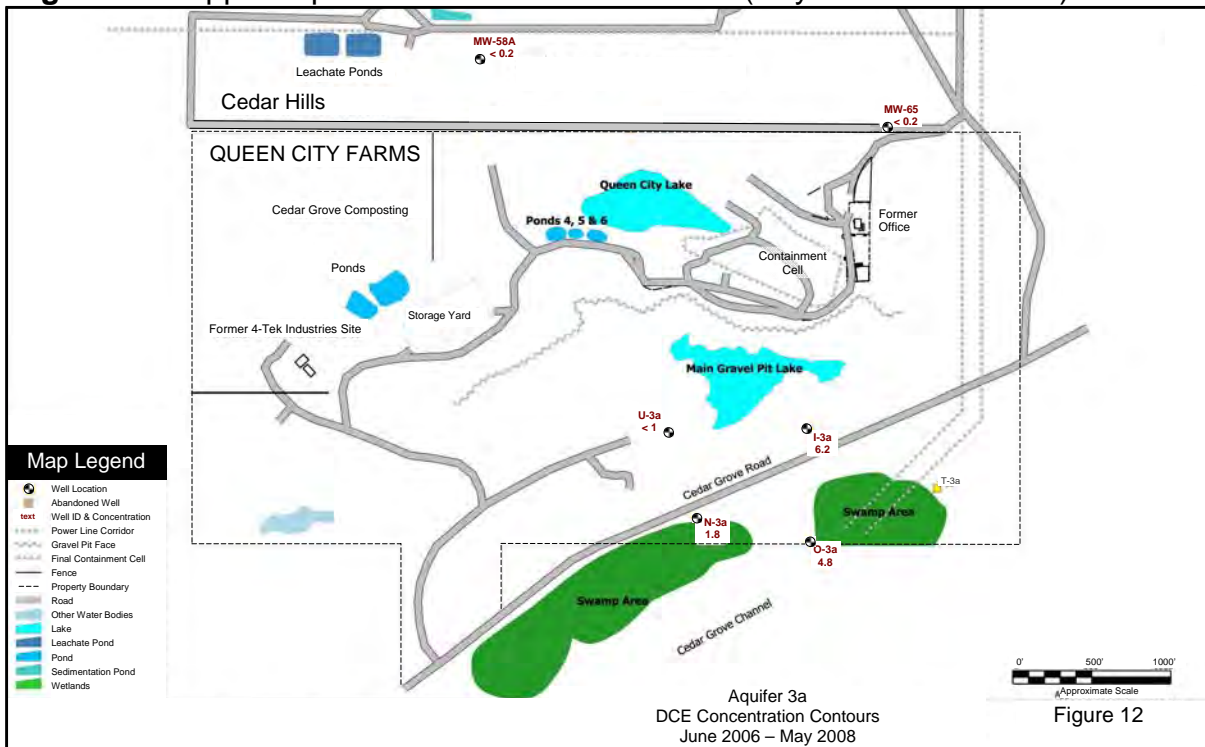 MW-58A
< 0.2
Leachate Ponds
Cedar Hills
MW-65
< 0.2
QUEEN CITY FARMS
Queen City Lake
Cedar Grove Composting
Former
Office
Ponds 4, 5 & 6
Containment
Cell
Ponds
Storage Yard
Former 4-Tek Industries Site
Main Gravel Pit Lake
U-3a
< 1
I-3a
6.2
Cedar Grove Road
T-3a
Swamp Area
N-3a
1.8
O-3a
4.8
Swamp Area
Cedar Grove Channel
Map Legend
Well Location
Abandoned Well
text Well ID & Concentration
Power Line Corridor
Gravel Pit Face
Final Containment Cell
Fence
Property Boundary
Road
Other Water Bodies
Lake
Leachate Pond
Pond
Sedimentation Pond
Wetlands
0' 500' 1000'
Approximate Scale
Aquifer 3a
DCE Concentration Contours
June 2006 – May 2008
Figure 12